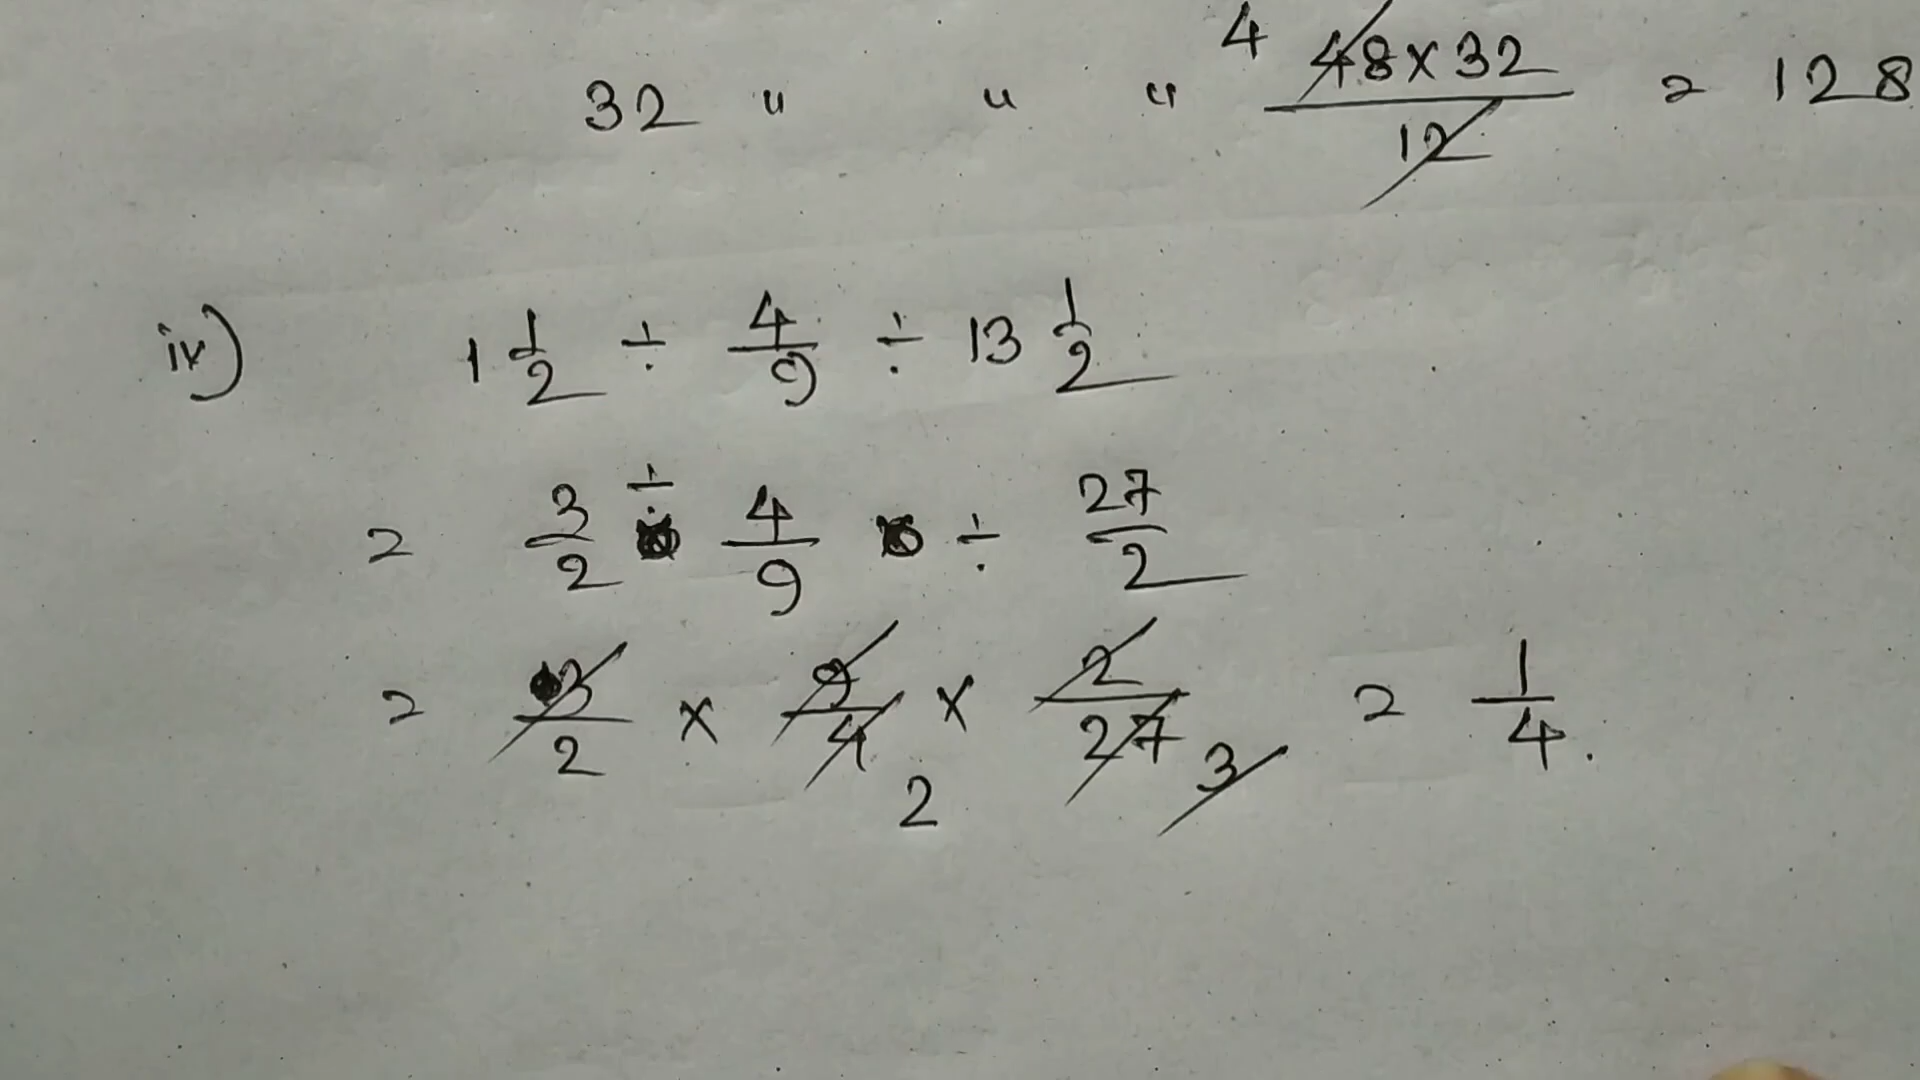 32 " " " 4 48 x 32 / 12 = 128
iv) 1 1/2 ÷ 4/9 ÷ 13 1/2
= 3/2 ÷ 4/9 ÷ 27/2
= 3/2 x 9/4 2 x 2/27 3 = 1/4.